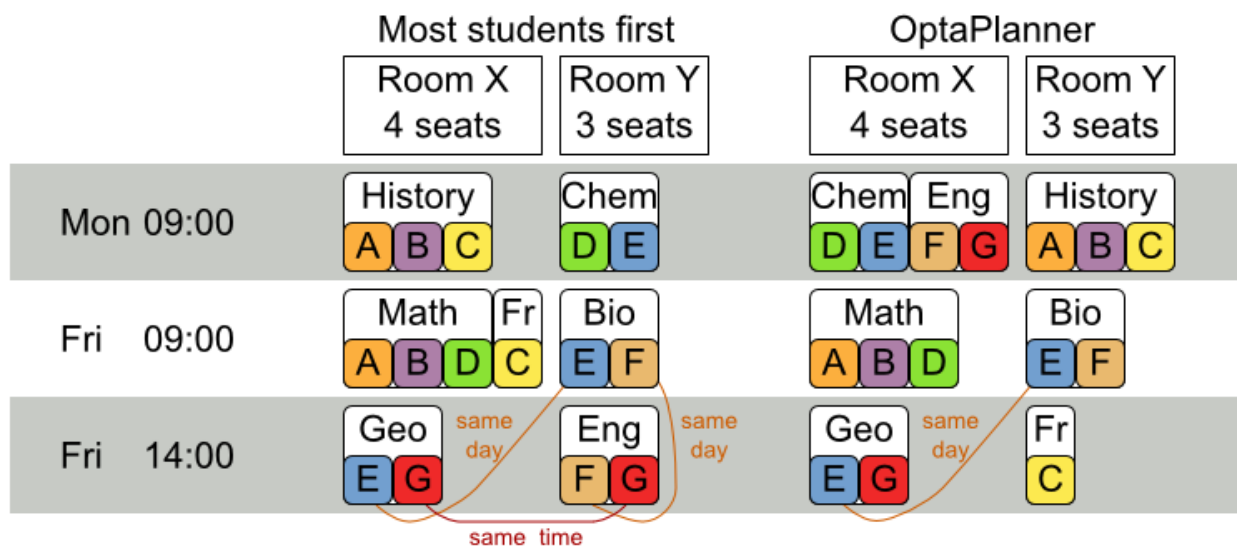 Most students first OptaPlanner
Room X Room Y Room X Room Y
4 seats 3 seats 4 seats 3 seats
Mon 09:00 History Chem Chem Eng History
A B C D E D E F G A B C
Fri 09:00 Math Fr Bio Math Bio
A B D C E F A B D E F
Fri 14:00 Geo same day Eng same day Geo same day Fr
E G F G E G C
same time